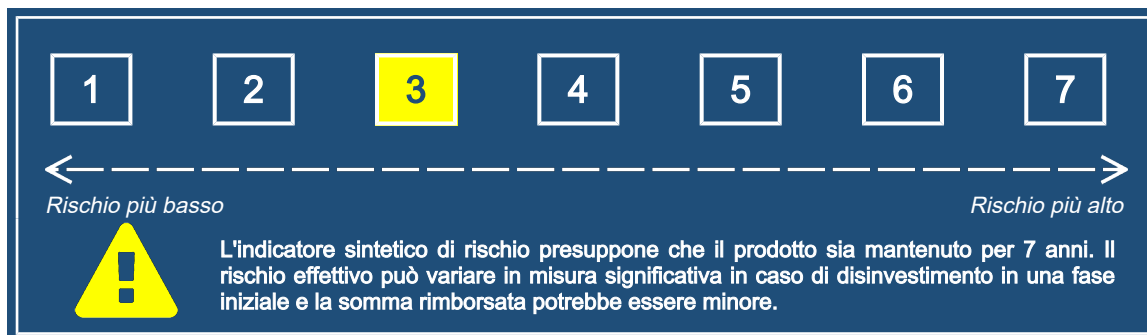 1 2 3 4 5 6 7
Rischio più basso Rischio più alto
L'indicatore sintetico di rischio presuppone che il prodotto sia mantenuto per 7 anni. Il
rischio effettivo può variare in misura significativa in caso di disinvestimento in una fase
iniziale e la somma rimborsata potrebbe essere minore.